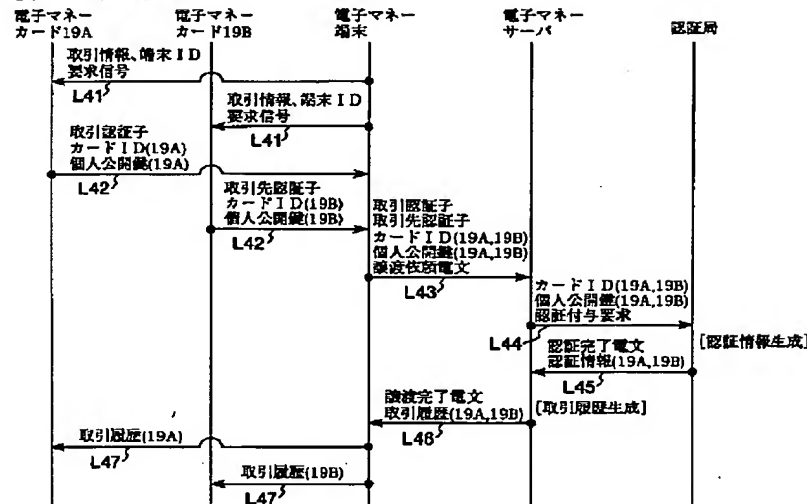 電子マネー
カード19A
電子マネー
カード19B
電子マネー
端末
電子マネー
サーバ
認証局
取引情報、端末ID
要求信号
L41
取引情報、端末ID
要求信号
L41
取引認証子
カードID(19A)
個人公開鍵(19A)
L42
取引先認証子
カードID(19B)
個人公開鍵(19B)
L42
取引認証子
取引先認証子
カードID(19A,19B)
個人公開鍵(19A,19B)
譲渡依頼電文
L43
カードID(19A,19B)
個人公開鍵(19A,19B)
認証付与要求
L44
[認証情報生成]
認証完了電文
認証情報(19A,19B)
L45
譲渡完了電文
取引履歴(19A,19B)
L46
[取引履歴生成]
取引履歴(19A)
L47
取引履歴(19B)
L47